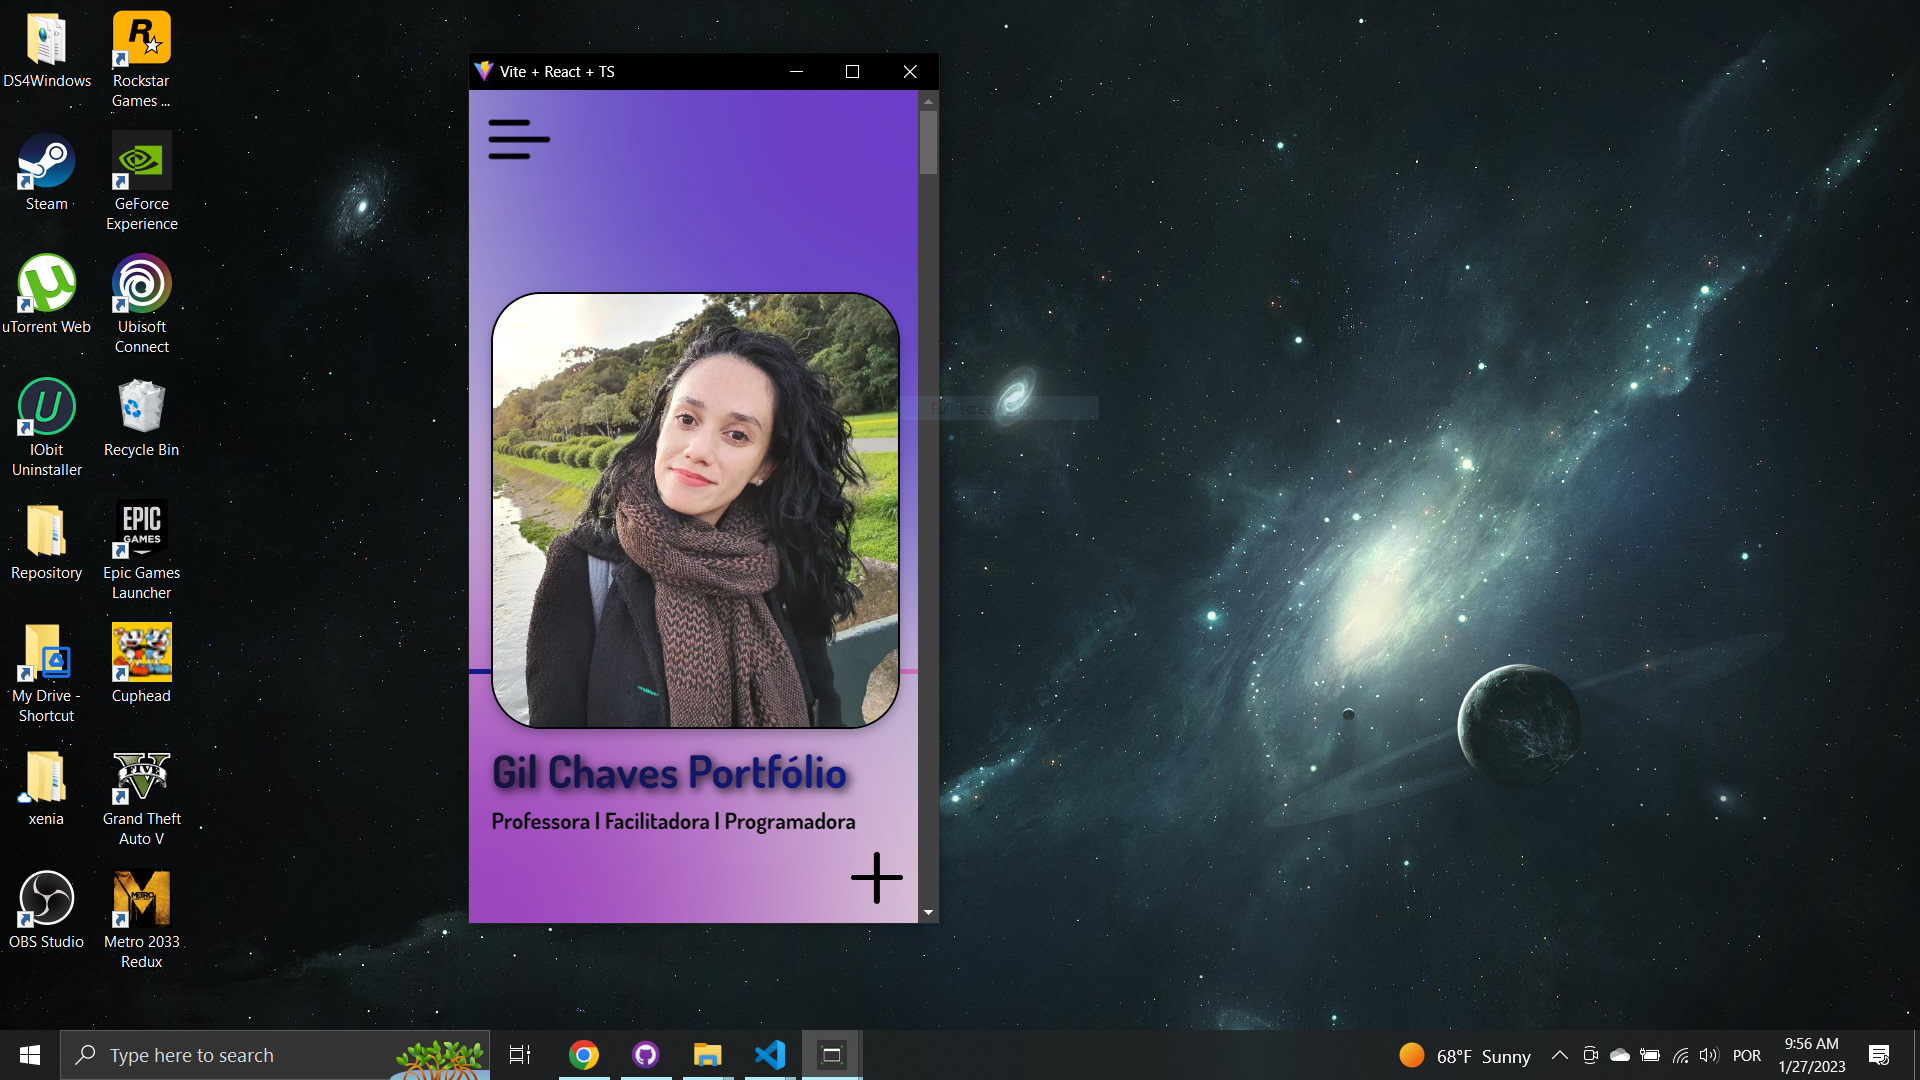 DS4Windows
Rockstar
Games ...
Steam
GeForce
Experience
uTorrent Web
Ubisoft
Connect
IObit
Uninstaller
Recycle Bin
Repository
EPIC
GAMES
Epic Games
Launcher
My Drive -
Shortcut
Cuphead
xenia
FIVE
Grand Theft
Auto V
OBS Studio
METRO
Metro 2033
Redux
Vite + React + TS
Gil Chaves Portfólio
Professora | Facilitadora | Programadora
Type here to search
68°F Sunny
POR
9:56 AM
1/27/2023